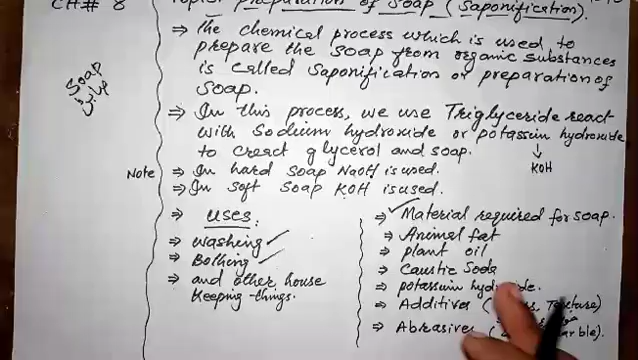 CH# 8
Topic: preparation of Soap (Saponification).
⇒ The chemical process which is used to
prepare the soap from organic substances
is called Saponification or preparation of
Soap.
Soap
صابن
⇒ In this process, we use Triglyceride react
with Sodium hydroxide or potassium hydroxide
to creact glycerol and soap.
↓
KOH
Note ⇒ In hard soap NaOH is used.
⇒ In soft soap KOH is used.
⇒ uses:
⇒ washing ✓
⇒ Bathing ✓
⇒ and other house
keeping things.
⇒ Material required for soap.
⇒ Animal fat
⇒ plant oil
⇒ Caustic Soda
⇒ potassium
⇒ Additives ( Texture)
⇒ Abrasives